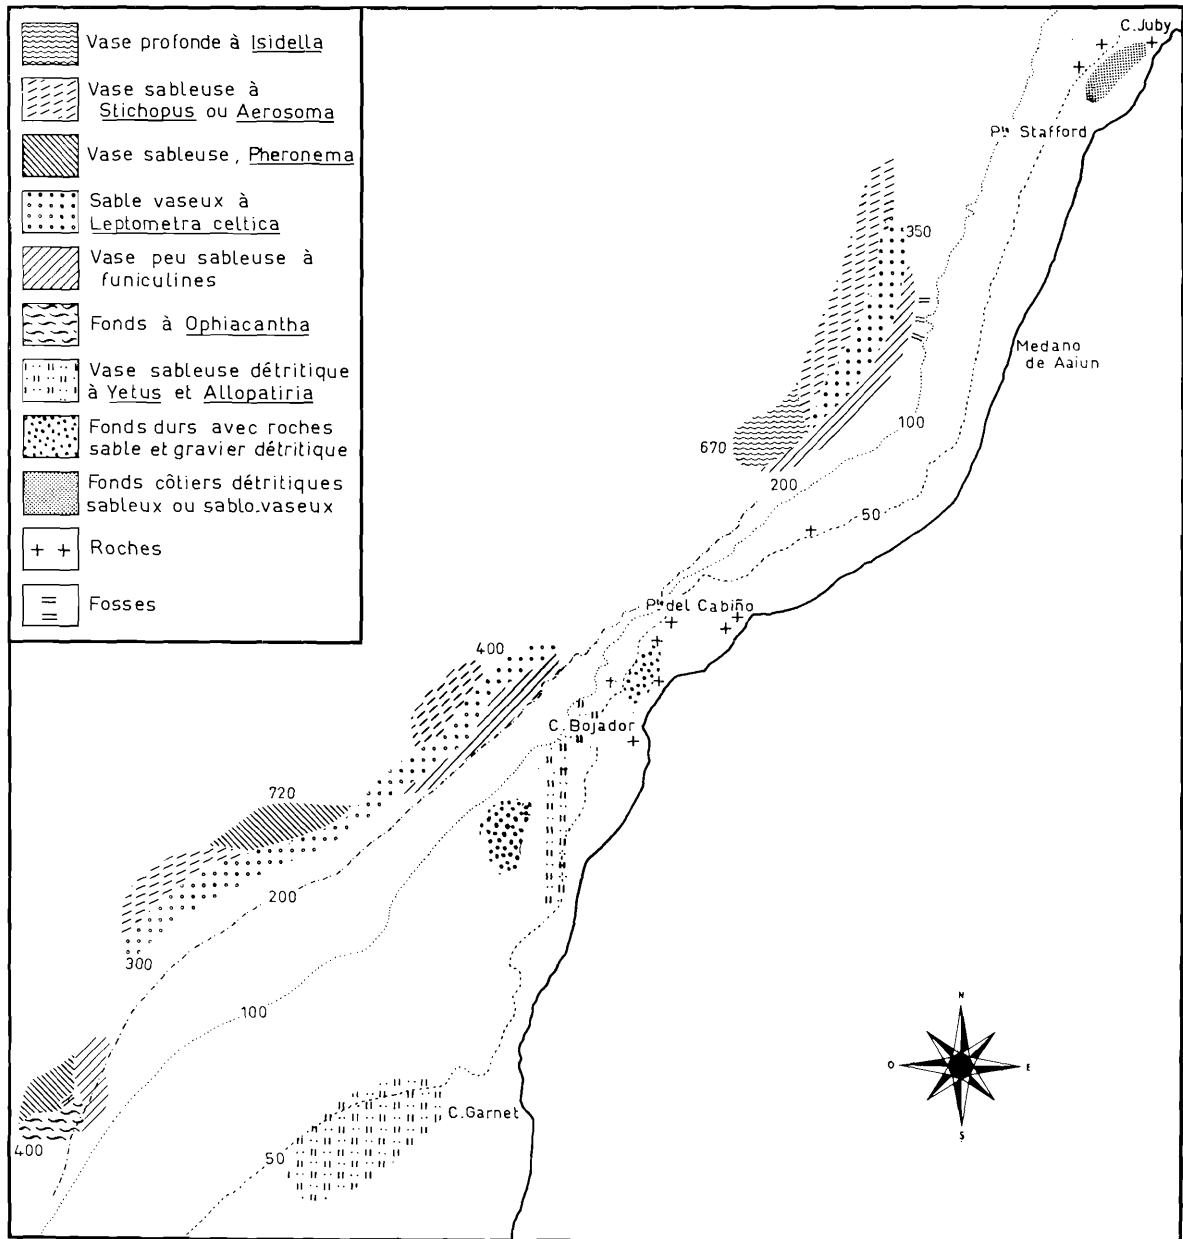 Vase profonde à Isidella
Vase sableuse à
Stichopus ou Aerosoma
Vase sableuse, Pheronema
Sable vaseux à
Leptometra celtica
Vase peu sableuse à
funiculines
Fonds à Ophiacantha
Vase sableuse détritique
à Yetus et Allopatiria
Fonds durs avec roches
sable et gravier détritique
Fonds côtiers détritiques
sableux ou sablo.vaseux
Roches
Fosses
C. Juby
Pta Stafford
350
Medano
de Aaiun
100
670
200
50
Pta del Cabiño
400
C. Bojador
720
200
300
100
N
O
E
S
C. Garnet
400
50